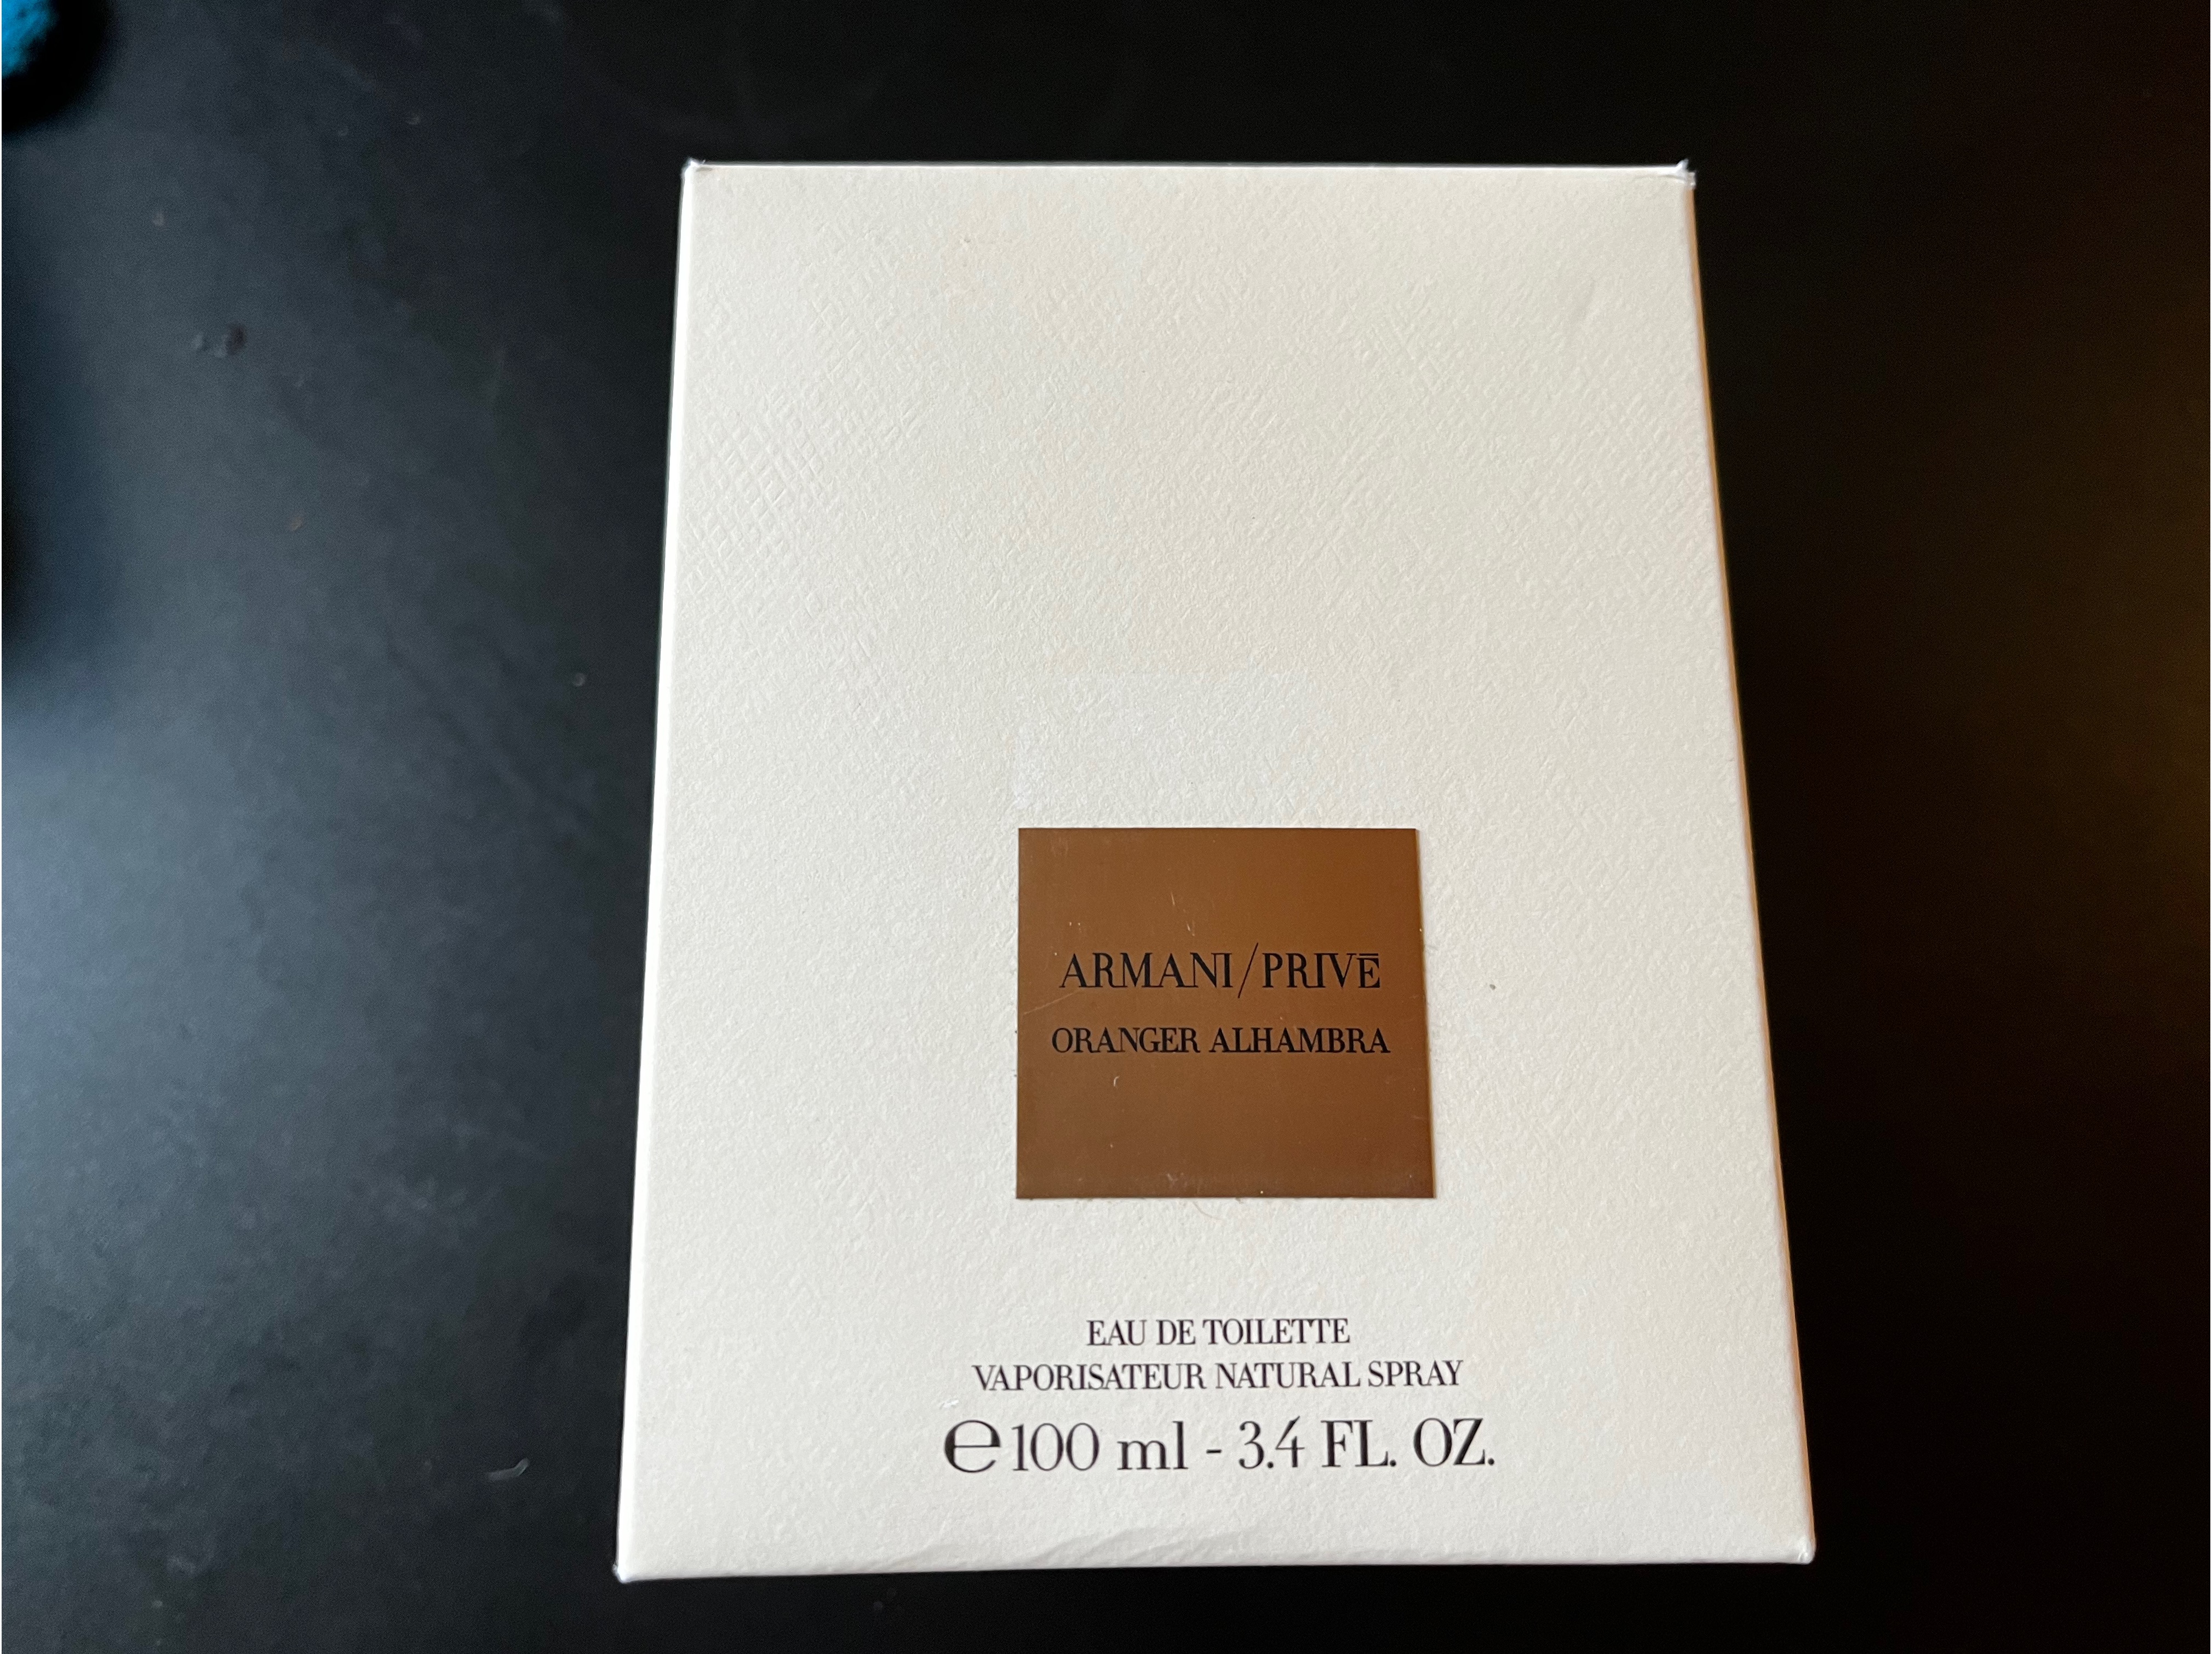 ARMANI/PRIVĒ
ORANGER ALHAMBRA
EAU DE TOILETTE
VAPORISATEUR NATURAL SPRAY
℮100 ml - 3.4 FL. OZ.